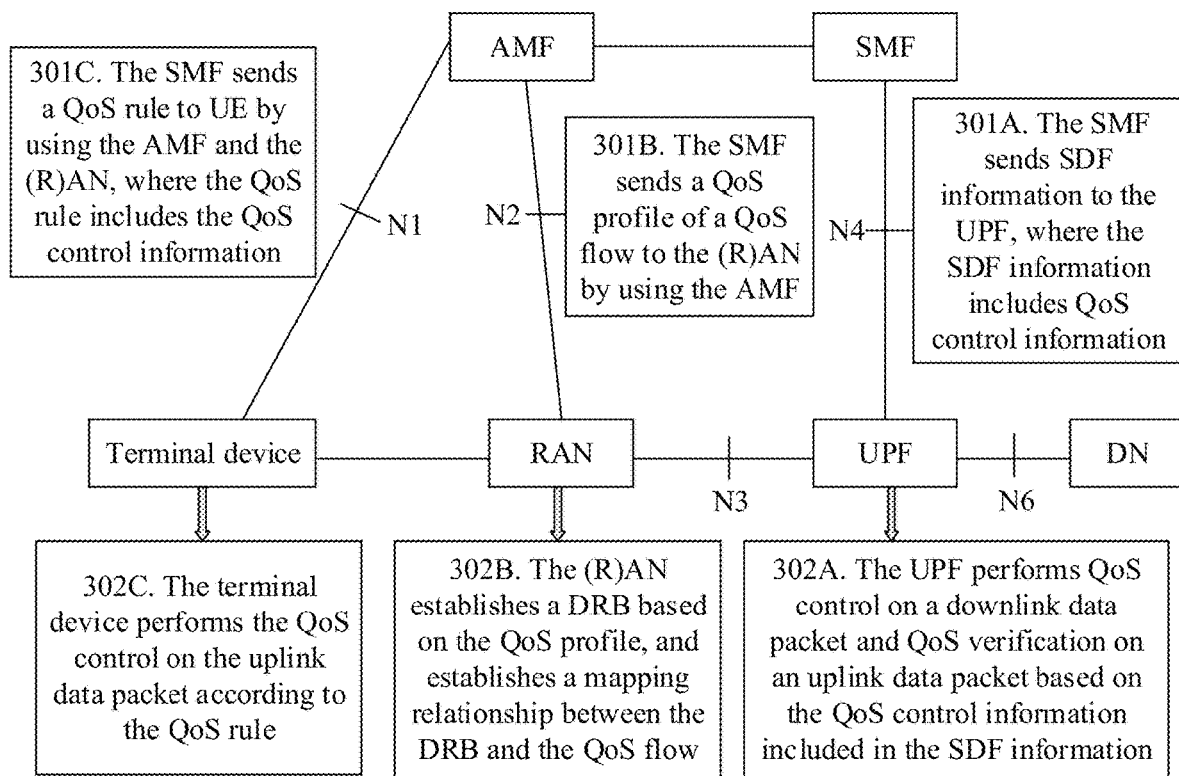 AMF
SMF
301C. The SMF sends
a QoS rule to UE by
using the AMF and the
(R)AN, where the QoS
rule includes the QoS
control information
N1
N2
301B. The SMF
sends a QoS
profile of a QoS
flow to the (R)AN
by using the AMF
N4
301A. The SMF
sends SDF
information to the
UPF, where the
SDF information
includes QoS
control information
Terminal device
RAN
N3
UPF
N6
DN
302C. The terminal
device performs the QoS
control on the uplink
data packet according to
the QoS rule
302B. The (R)AN
establishes a DRB based
on the QoS profile, and
establishes a mapping
relationship between the
DRB and the QoS flow
302A. The UPF performs QoS
control on a downlink data
packet and QoS verification on
an uplink data packet based on
the QoS control information
included in the SDF information